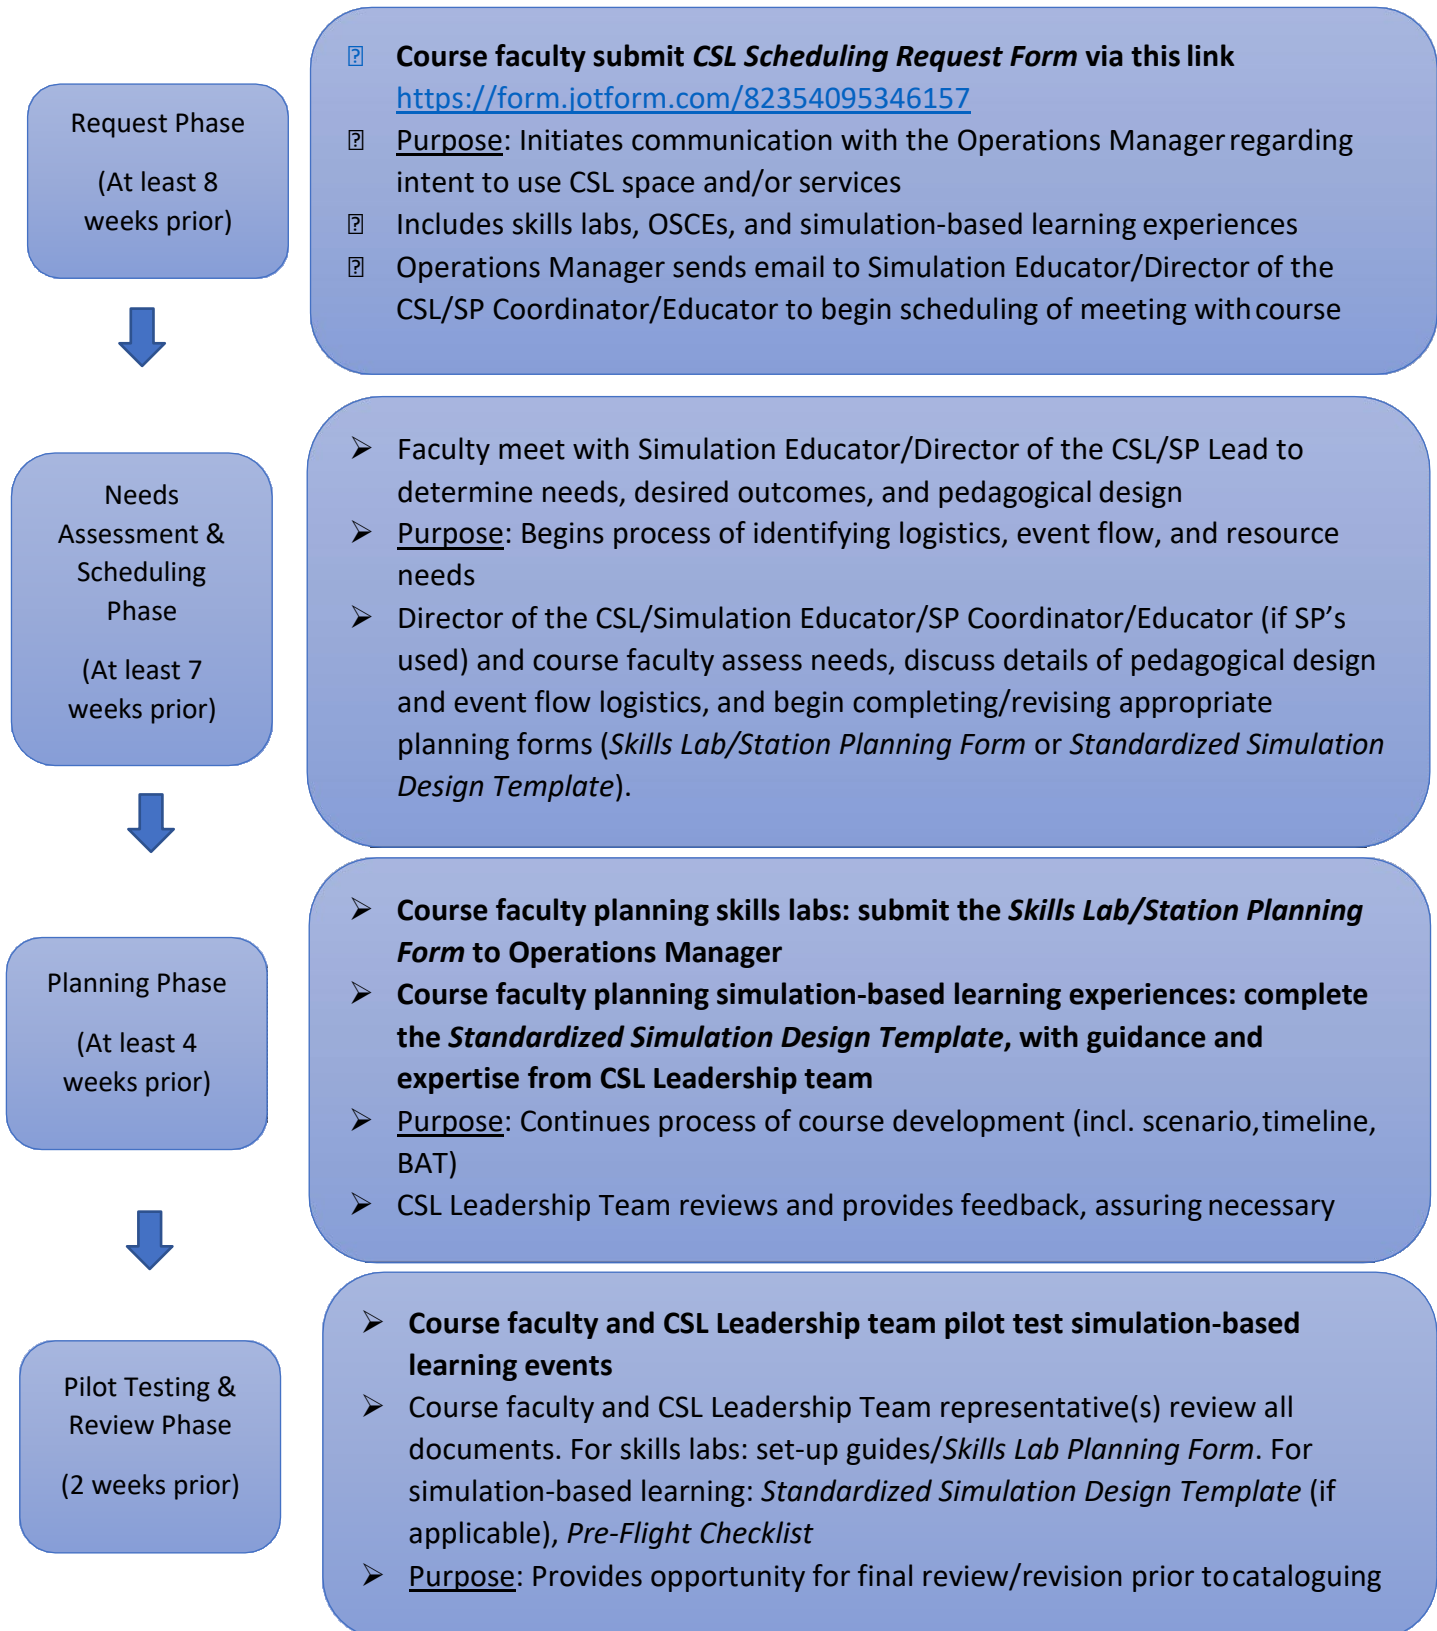 Request Phase
(At least 8
weeks prior)
Course faculty submit CSL Scheduling Request Form via this link
https://form.jotform.com/82354095346157
Purpose: Initiates communication with the Operations Manager regarding
intent to use CSL space and/or services
Includes skills labs, OSCEs, and simulation-based learning experiences
Operations Manager sends email to Simulation Educator/Director of the
CSL/SP Coordinator/Educator to begin scheduling of meeting with course
Needs
Assessment &
Scheduling
Phase
(At least 7
weeks prior)
➢ Faculty meet with Simulation Educator/Director of the CSL/SP Lead to
determine needs, desired outcomes, and pedagogical design
➢ Purpose: Begins process of identifying logistics, event flow, and resource
needs
➢ Director of the CSL/Simulation Educator/SP Coordinator/Educator (if SP’s
used) and course faculty assess needs, discuss details of pedagogical design
and event flow logistics, and begin completing/revising appropriate
planning forms (Skills Lab/Station Planning Form or Standardized Simulation
Design Template).
Planning Phase
(At least 4
weeks prior)
➢ Course faculty planning skills labs: submit the Skills Lab/Station Planning
Form to Operations Manager
➢ Course faculty planning simulation-based learning experiences: complete
the Standardized Simulation Design Template, with guidance and
expertise from CSL Leadership team
➢ Purpose: Continues process of course development (incl. scenario, timeline,
BAT)
➢ CSL Leadership Team reviews and provides feedback, assuring necessary
Pilot Testing &
Review Phase
(2 weeks prior)
➢ Course faculty and CSL Leadership team pilot test simulation-based
learning events
➢ Course faculty and CSL Leadership Team representative(s) review all
documents. For skills labs: set-up guides/Skills Lab Planning Form. For
simulation-based learning: Standardized Simulation Design Template (if
applicable), Pre-Flight Checklist
➢ Purpose: Provides opportunity for final review/revision prior to cataloguing